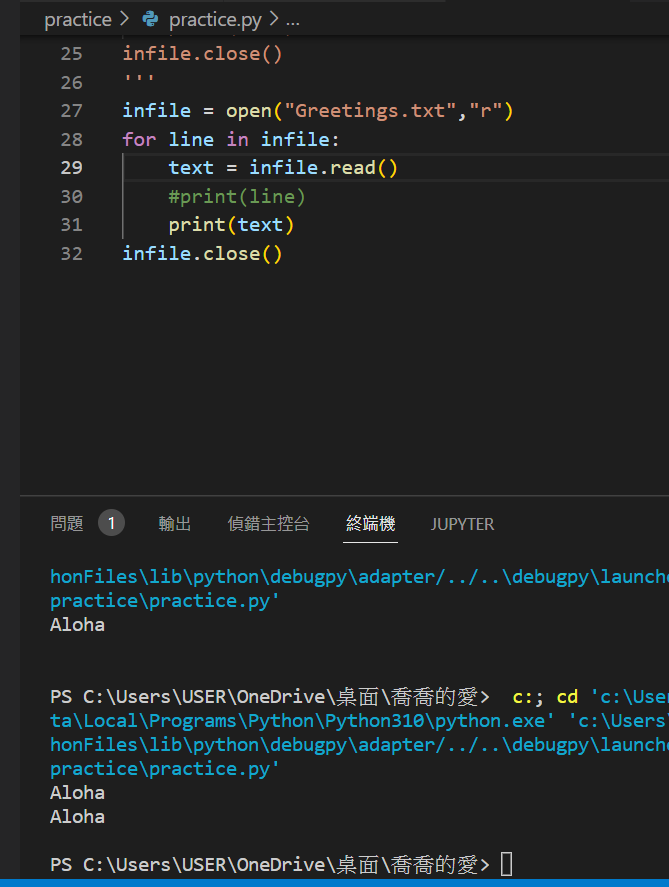 practice > practice.py > ...
25 infile.close()
26 '''
27 infile = open("Greetings.txt","r")
28 for line in infile:
29 text = infile.read()
30 #print(line)
31 print(text)
32 infile.close()
問題 1 輸出 偵錯主控台 終端機 JUPYTER
honFiles\lib\python\debugpy\adapter/../..\debugpy\launch
practice\practice.py'
Aloha
PS C:\Users\USER\OneDrive\桌面\喬喬的愛> c:; cd 'c:\User
ta\Local\Programs\Python\Python310\python.exe' 'c:\Users\
honFiles\lib\python\debugpy\adapter/../..\debugpy\launch
practice\practice.py'
Aloha
Aloha
PS C:\Users\USER\OneDrive\桌面\喬喬的愛>